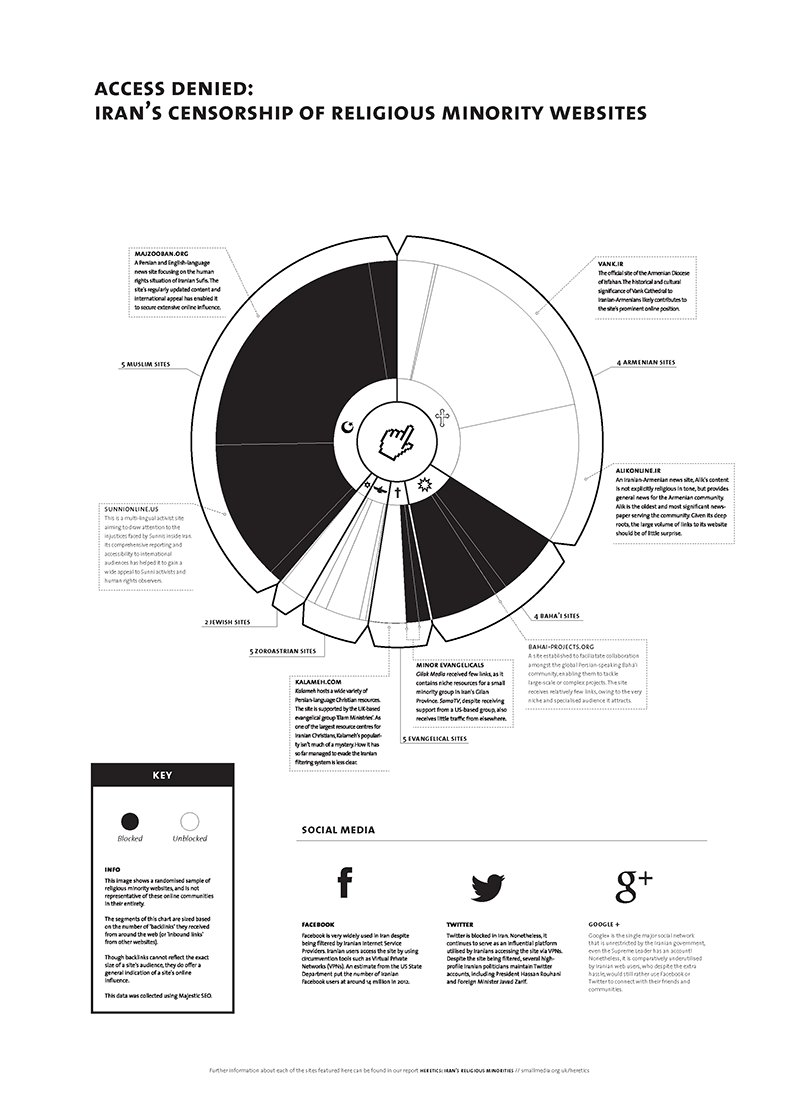 ACCESS DENIED:
IRAN'S CENSORSHIP OF RELIGIOUS MINORITY WEBSITES
MAJZOOBAN.ORG
A Persian and English-language
news site focusing on the human
rights situation of Iranian Sufis. The
site's regularly updated content and
international appeal has enabled it
to secure extensive online influence.
VANK.IR
The official site of the Armenian Diocese
of Isfahan. The historical and cultural
significance of Vank Cathedral to
Iranian-Armenians likely contributes to
the site's prominent online position.
5 MUSLIM SITES
4 ARMENIAN SITES
ALIKONLINE.IR
An Iranian-Armenian news site, Alik's content
is not explicitly religious in tone, but provides
general news for the Armenian community.
Alik is the oldest and most significant news-
paper serving the community. Given its deep
roots, the large volume of links to its website
should be of little surprise.
SUNNIONLINE.US
This is a multi-lingual activist site
aiming to draw attention to the
injustices faced by Sunnis inside Iran.
Its comprehensive reporting and
accessibility to international
audiences has helped it to gain a
wide appeal to Sunni activists and
human rights observers.
2 JEWISH SITES
4 BAHA'I SITES
5 ZOROASTRIAN SITES
BAHAI-PROJECTS.ORG
A site established to faciliatate collaboration
amongst the global Persian-speaking Baha'i
community, enabling them to tackle
large-scale or complex projects. The site
receives relatively few links, owing to the very
niche and specialised audience it attracts.
MINOR EVANGELICALS
Gilak Media received few links, as it
contains niche resources for a small
minority group in Iran's Gilan
Province. SamaTV, despite receiving
support from a US-based group, also
receives little traffic from elsewhere.
KALAMEH.COM
Kalameh hosts a wide variety of
Persian-language Christian resources.
The site is supported by the UK-based
evangelical group 'Elam Ministries'. As
one of the largest resource centres for
Iranian Christians, Kalameh's populari-
ty isn't much of a mystery. How it has
so far managed to evade the Iranian
filtering system is less clear.
5 EVANGELICAL SITES
KEY
Blocked
Unblocked
INFO
This image shows a randomised sample of
religious minority websites, and is not
representative of these online communities
in their entirety.
The segments of this chart are sized based
on the number of 'backlinks' they received
from around the web (or 'inbound links'
from other websites).
Though backlinks cannot reflect the exact
size of a site's audience, they do offer a
general indication of a site's online
influence.
This data was collected using Majestic SEO.
SOCIAL MEDIA
f
g+
FACEBOOK
Facebook is very widely used in Iran despite
being filtered by Iranian Internet Service
Providers. Iranian users access the site by using
circumvention tools such as Virtual Private
Networks (VPNs). An estimate from the US State
Department put the number of Iranian
Facebook users at around 14 million in 2012.
TWITTER
Twitter is blocked in Iran. Nonetheless, it
continues to serve as an influential platform
utilised by Iranians accessing the site via VPNs.
Despite the site being filtered, several high-
profile Iranian politicians maintain Twitter
accounts, including President Hassan Rouhani
and Foreign Minister Javad Zarif.
GOOGLE +
Google+ is the single major social network
that is unrestricted by the Iranian government,
even the Supreme Leader has an account!
Nonetheless, it is comparatively underutilised
by Iranian web users, who despite the extra
hassle, would still rather use Facebook or
Twitter to connect with their friends and
communities.
Further information about each of the sites featured here can be found in our report HERETICS: IRAN'S RELIGIOUS MINORITIES // smallmedia.org.uk/heretics